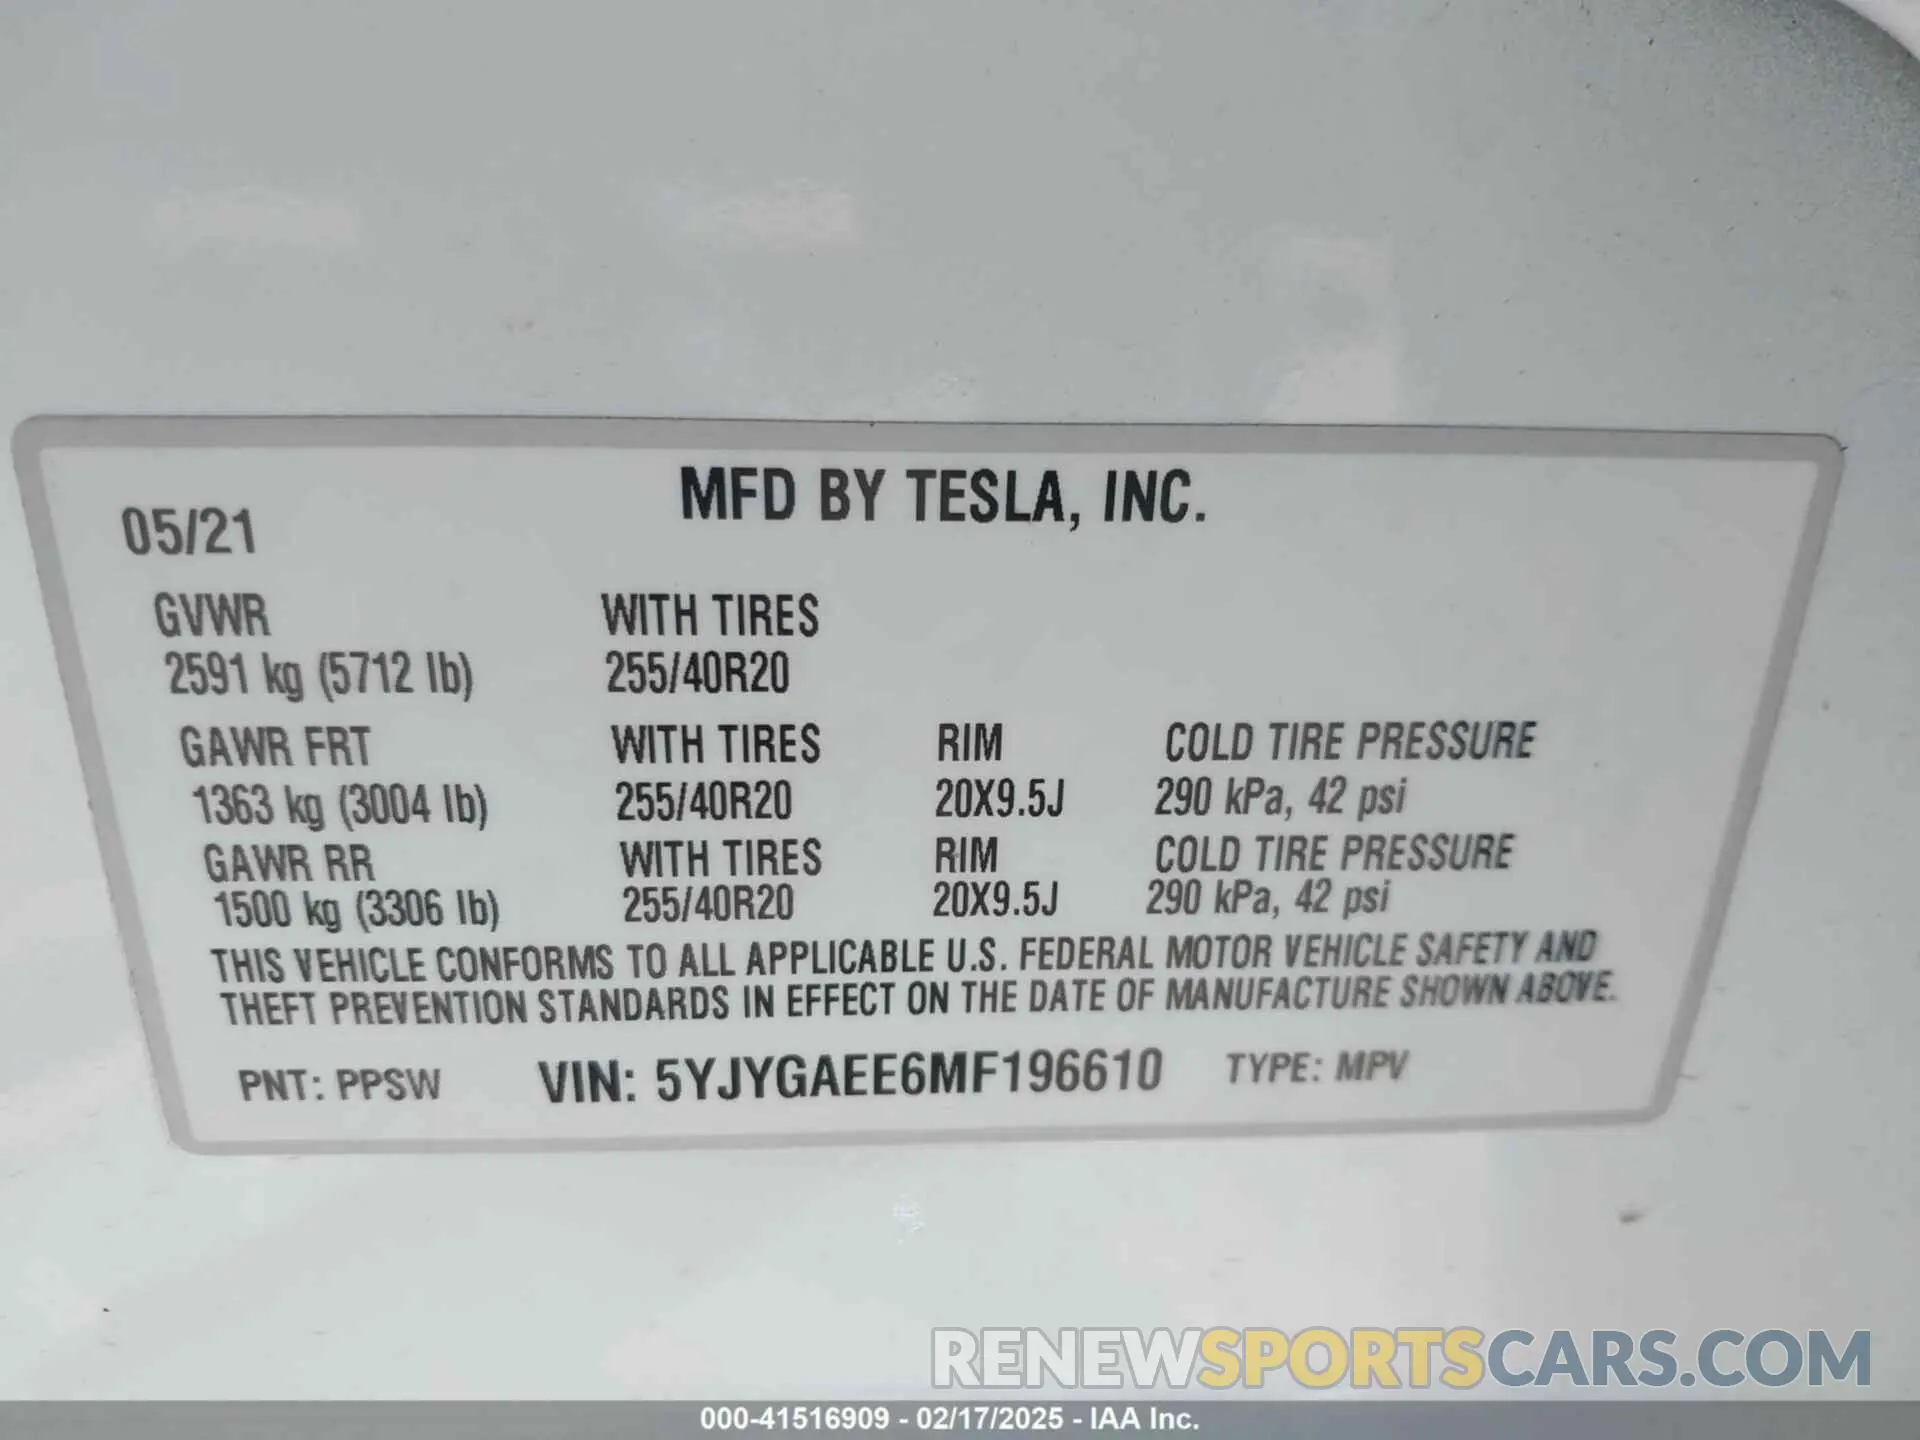 MFD BY TESLA, INC.
05/21
GVWR WITH TIRES
2591 kg (5712 lb) 255/40R20
GAWR FRT WITH TIRES RIM COLD TIRE PRESSURE
1363 kg (3004 lb) 255/40R20 20X9.5J 290 kPa, 42 psi
GAWR RR WITH TIRES RIM COLD TIRE PRESSURE
1500 kg (3306 lb) 255/40R20 20X9.5J 290 kPa, 42 psi
THIS VEHICLE CONFORMS TO ALL APPLICABLE U.S. FEDERAL MOTOR VEHICLE SAFETY AND
THEFT PREVENTION STANDARDS IN EFFECT ON THE DATE OF MANUFACTURE SHOWN ABOVE.
PNT: PPSW VIN: 5YJYGAEE6MF196610 TYPE: MPV
RENEWSPORTSCARS.COM
000-41516909 - 02/17/2025 - IAA Inc.